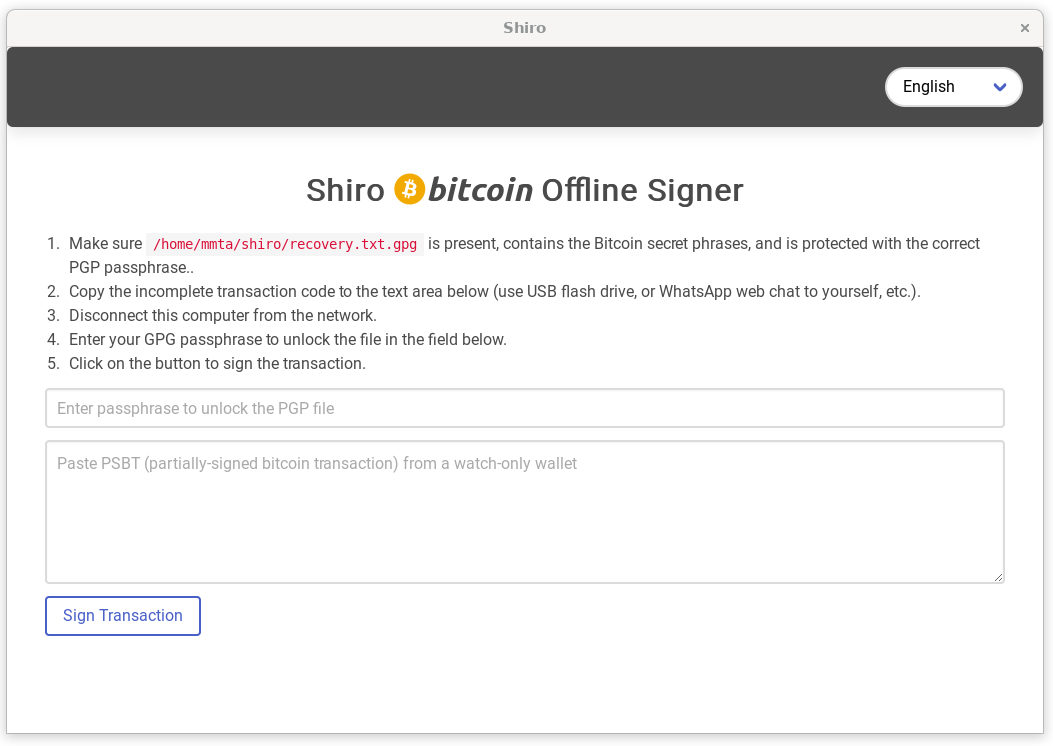 Shiro
English
Shiro bitcoin Offline Signer
1. Make sure /home/mmta/shiro/recovery.txt.gpg is present, contains the Bitcoin secret phrases, and is protected with the correct
PGP passphrase..
2. Copy the incomplete transaction code to the text area below (use USB flash drive, or WhatsApp web chat to yourself, etc.).
3. Disconnect this computer from the network.
4. Enter your GPG passphrase to unlock the file in the field below.
5. Click on the button to sign the transaction.
Enter passphrase to unlock the PGP file
Paste PSBT (partially-signed bitcoin transaction) from a watch-only wallet
Sign Transaction